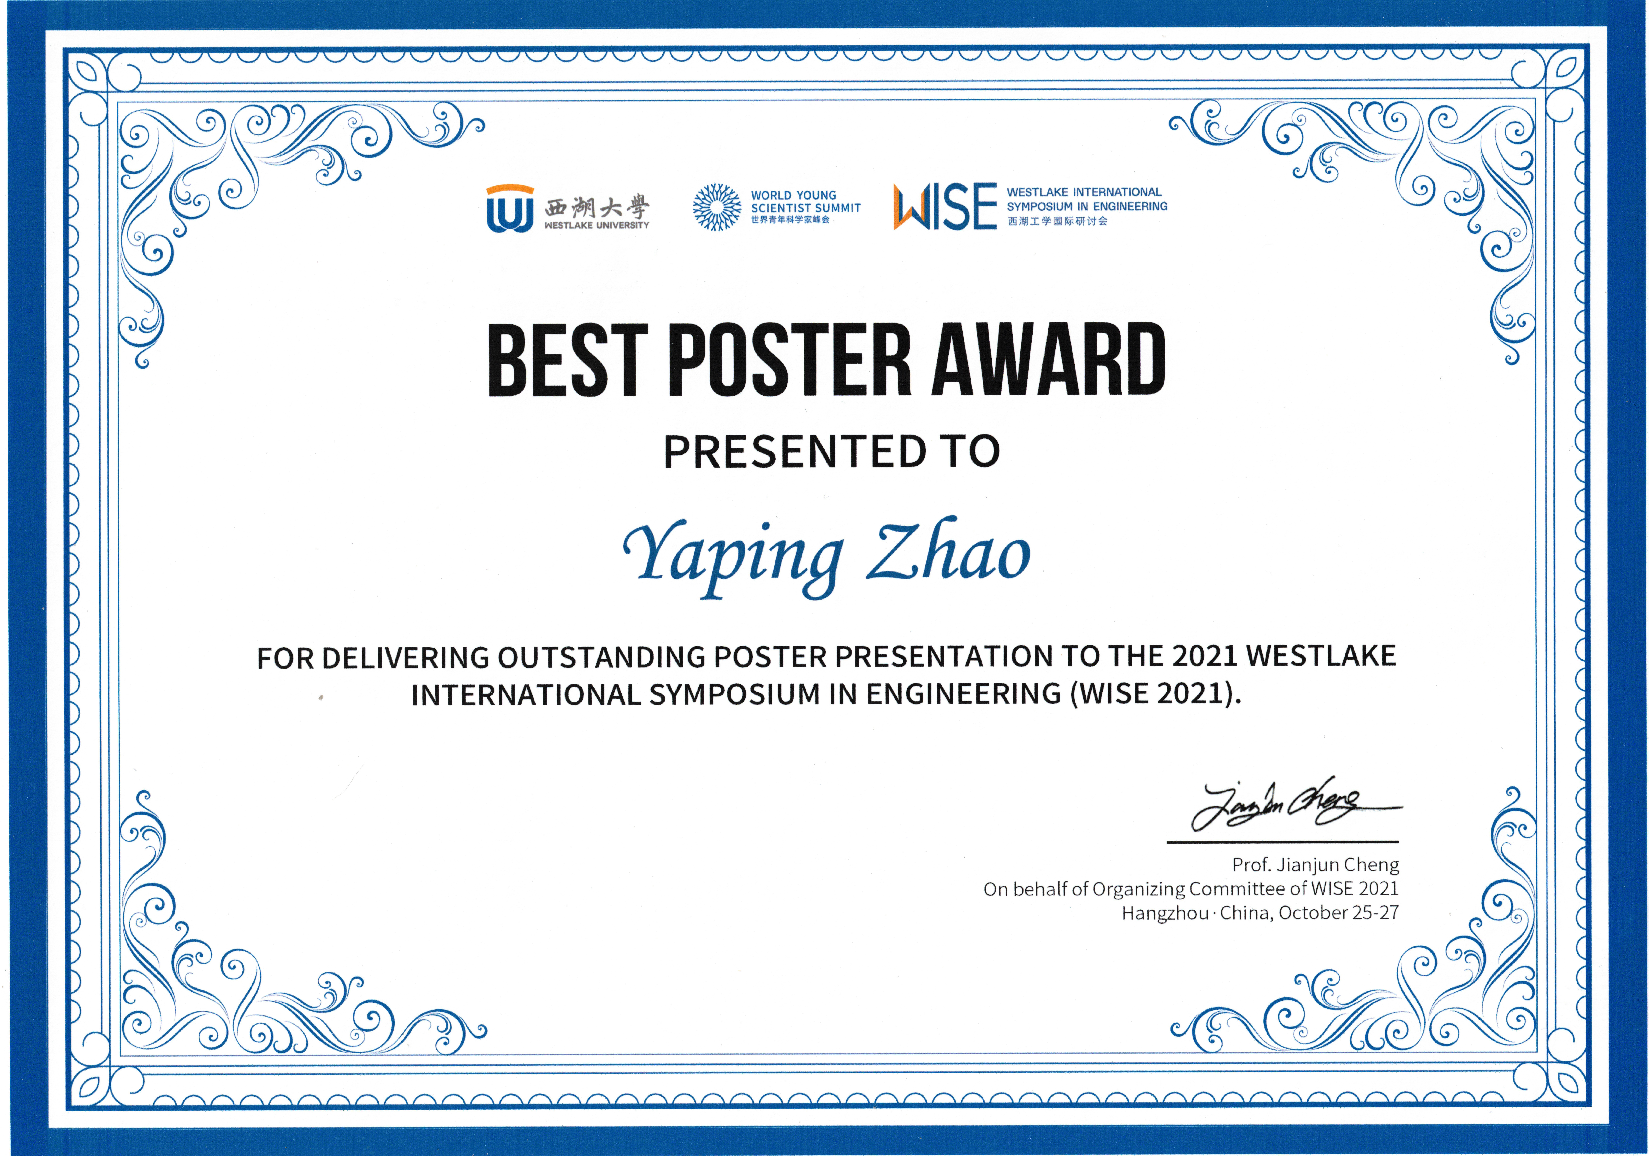 西湖大學
WESTLAKE UNIVERSITY
WORLD YOUNG
SCIENTIST SUMMIT
世界青年科学家峰会
WISE
WESTLAKE INTERNATIONAL
SYMPOSIUM IN ENGINEERING
西湖工学国际研讨会
BEST POSTER AWARD
PRESENTED TO
Yaping Zhao
FOR DELIVERING OUTSTANDING POSTER PRESENTATION TO THE 2021 WESTLAKE
INTERNATIONAL SYMPOSIUM IN ENGINEERING (WISE 2021).
Jianjun Cheng
Prof. Jianjun Cheng
On behalf of Organizing Committee of WISE 2021
Hangzhou · China, October 25-27